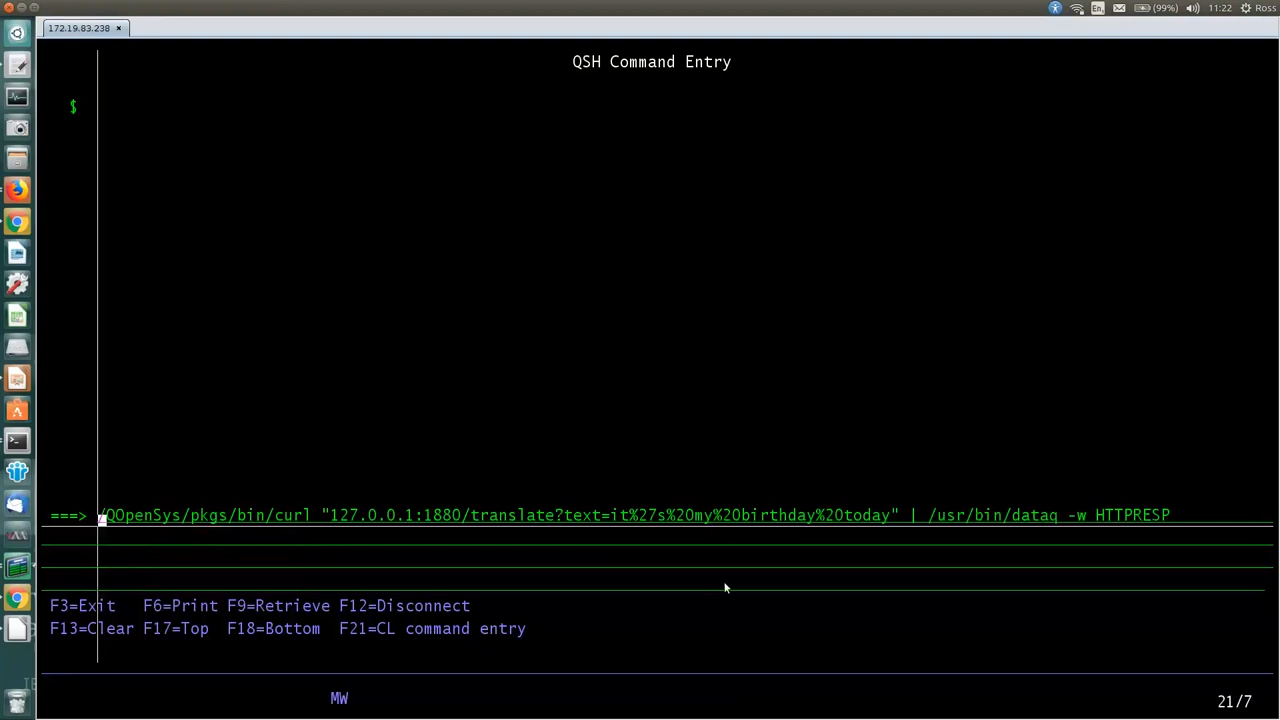 En
(99%)
11:22
Ross
172.19.83.238 ×
QSH Command Entry
$
===> /QOpenSys/pkgs/bin/curl "127.0.0.1:1880/translate?text=it%27s%20my%20birthday%20today" | /usr/bin/dataq -w HTTPRESP
F3=Exit F6=Print F9=Retrieve F12=Disconnect
F13=Clear F17=Top F18=Bottom F21=CL command entry
MW
21/7